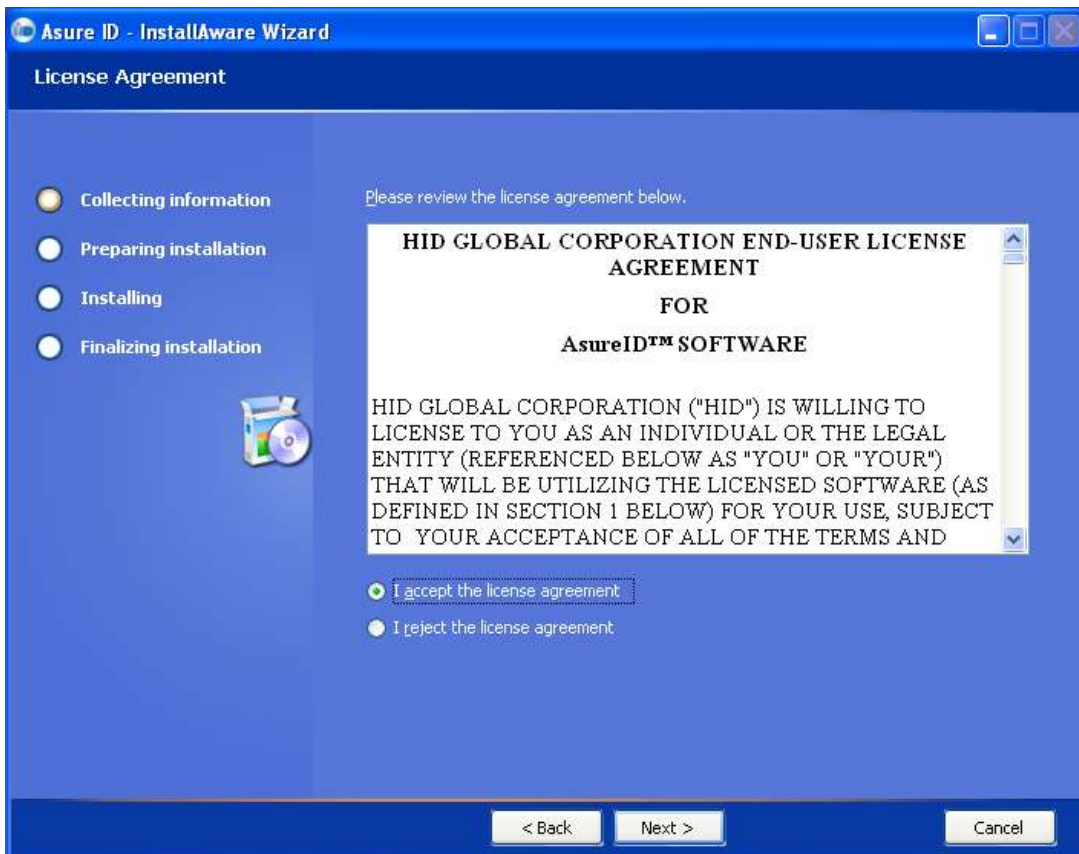 Asure ID - InstallAware Wizard
License Agreement
Collecting information
Preparing installation
Installing
Finalizing installation
Please review the license agreement below.
HID GLOBAL CORPORATION END-USER LICENSE
AGREEMENT
FOR
AsureID™ SOFTWARE
HID GLOBAL CORPORATION ("HID") IS WILLING TO
LICENSE TO YOU AS AN INDIVIDUAL OR THE LEGAL
ENTITY (REFERENCED BELOW AS "YOU" OR "YOUR")
THAT WILL BE UTILIZING THE LICENSED SOFTWARE (AS
DEFINED IN SECTION 1 BELOW) FOR YOUR USE, SUBJECT
TO YOUR ACCEPTANCE OF ALL OF THE TERMS AND
I accept the license agreement
I reject the license agreement
< Back
Next >
Cancel